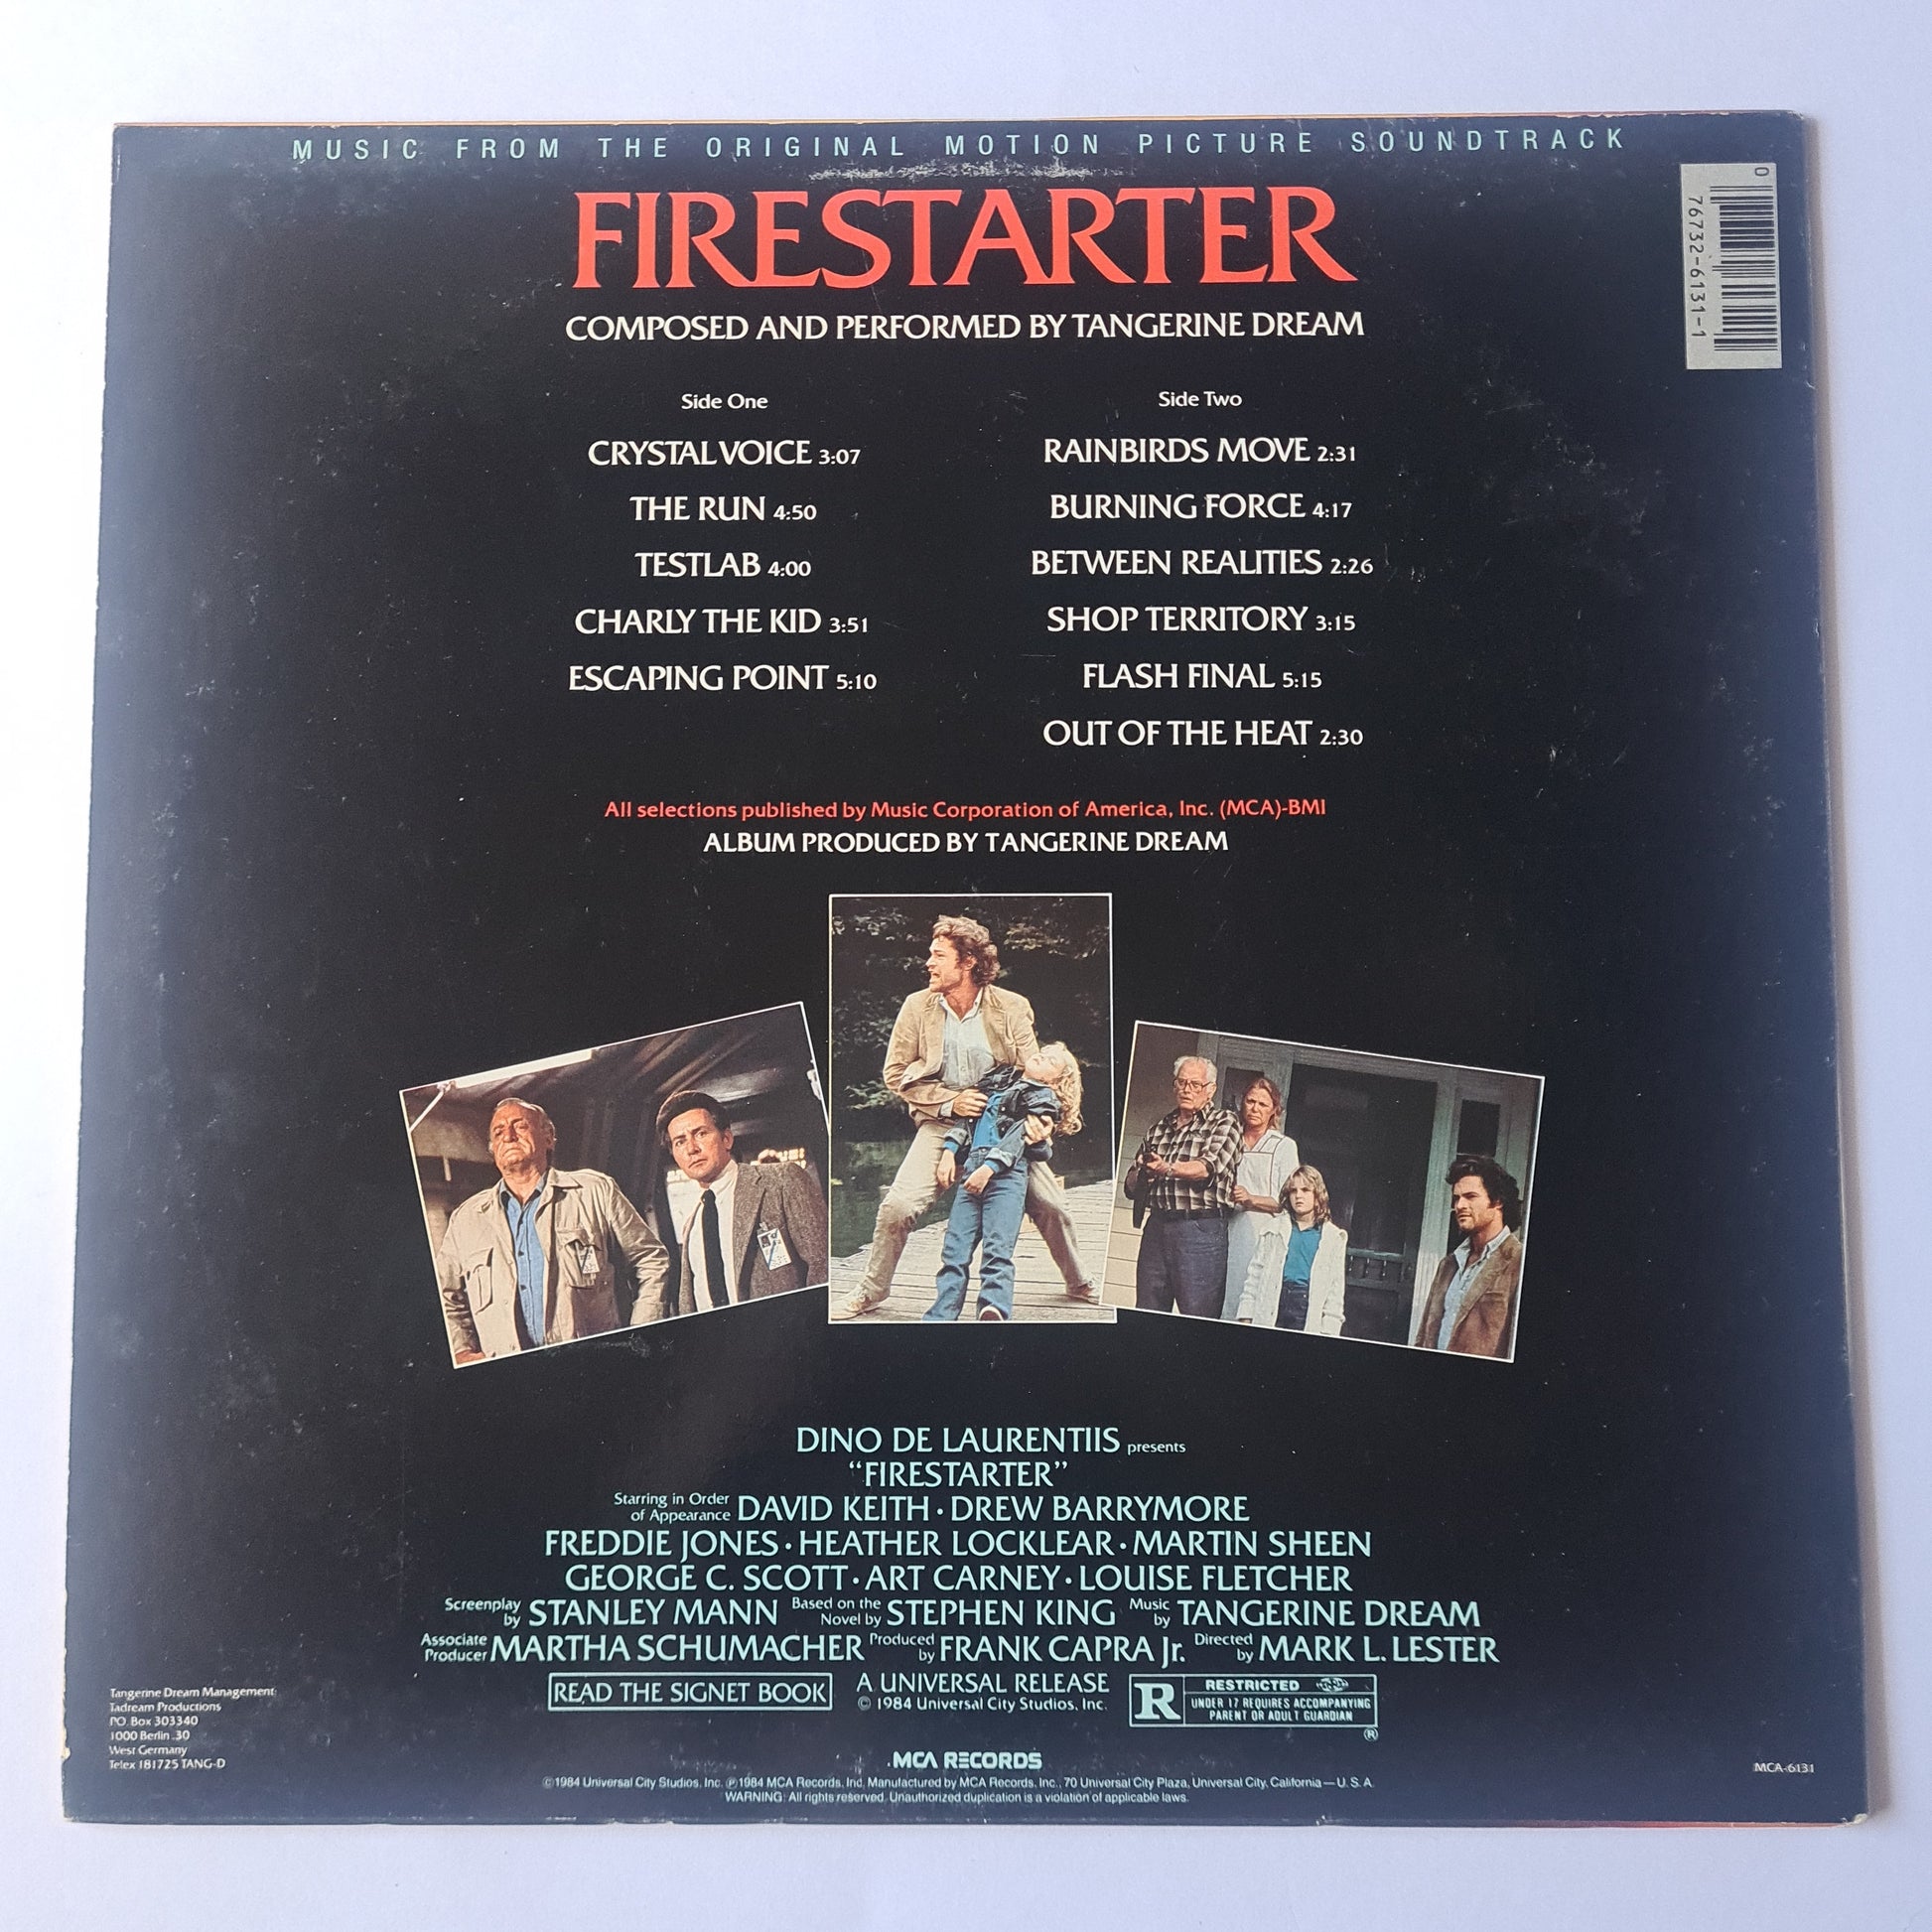 MUSIC FROM THE ORIGINAL MOTION PICTURE SOUNDTRACK
FIRESTARTER
COMPOSED AND PERFORMED BY TANGERINE DREAM
0 76732-6131-1
Side One
CRYSTAL VOICE 3:07
THE RUN 4:50
TESTLAB 4:00
CHARLY THE KID 3:51
ESCAPING POINT 5:10
Side Two
RAINBIRDS MOVE 2:31
BURNING FORCE 4:17
BETWEEN REALITIES 2:26
SHOP TERRITORY 3:15
FLASH FINAL 5:15
OUT OF THE HEAT 2:30
All selections published by Music Corporation of America, Inc. (MCA)-BMI
ALBUM PRODUCED BY TANGERINE DREAM
DINO DE LAURENTIIS presents
“FIRESTARTER”
Starring in Order of Appearance DAVID KEITH · DREW BARRYMORE
FREDDIE JONES · HEATHER LOCKLEAR · MARTIN SHEEN
GEORGE C. SCOTT · ART CARNEY · LOUISE FLETCHER
Screenplay by STANLEY MANN Based on the Novel by STEPHEN KING Music by TANGERINE DREAM
Associate Producer MARTHA SCHUMACHER Produced by FRANK CAPRA Jr. Directed by MARK L. LESTER
READ THE SIGNET BOOK
A UNIVERSAL RELEASE
© 1984 Universal City Studios, Inc.
R RESTRICTED
UNDER 17 REQUIRES ACCOMPANYING
PARENT OR ADULT GUARDIAN
®
Tangerine Dream Management
Tadream Productions
P.O. Box 303340
1000 Berlin 30
West Germany
Telex 181725 TANG-D
MCA RECORDS
©1984 Universal City Studios, Inc. ℗1984 MCA Records, Inc. Manufactured by MCA Records, Inc., 70 Universal City Plaza, Universal City, California — U.S.A.
WARNING: All rights reserved. Unauthorized duplication is a violation of applicable laws.
MCA-6131